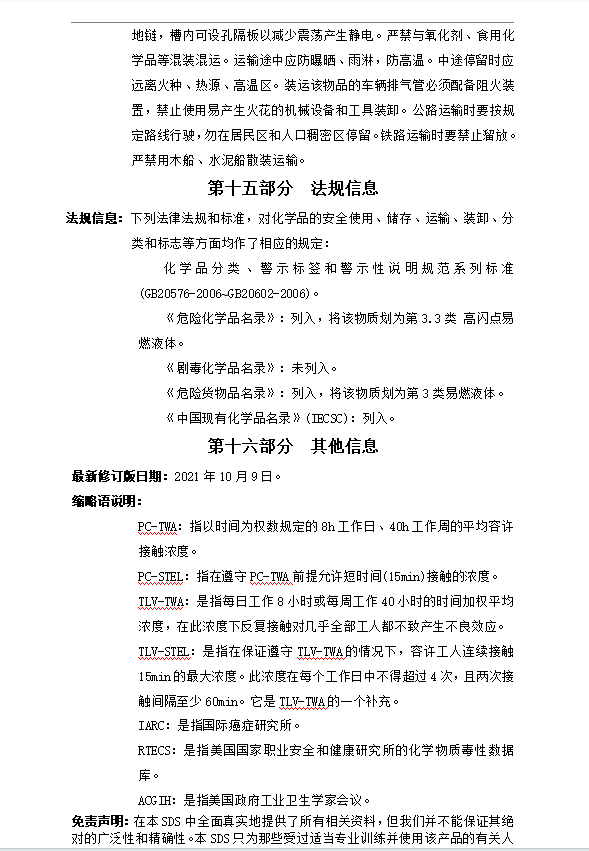 地链，槽内可设孔隔板以减少震荡产生静电。严禁与氧化剂、食用化
学品等混装混运。运输途中应防曝晒、雨淋，防高温。中途停留时应
远离火种、热源、高温区。装运该物品的车辆排气管必须配备阻火装
置，禁止使用易产生火花的机械设备和工具装卸。公路运输时要按规
定路线行驶，勿在居民区和人口稠密区停留。铁路运输时要禁止溜放。
严禁用木船、水泥船散装运输。
第十五部分 法规信息
法规信息：下列法律法规和标准，对化学品的安全使用、储存、运输、装卸、分
类和标志等方面均作了相应的规定：
化学品分类、警示标签和警示性说明规范系列标准
(GB20576-2006~GB20602-2006)。
《危险化学品名录》：列入，将该物质划为第 3.3 类 高闪点易
燃液体。
《剧毒化学品名录》：未列入。
《危险货物品名录》：列入，将该物质划为第 3 类易燃液体。
《中国现有化学品名录》(IECSC)：列入。
第十六部分 其他信息
最新修订版日期：2021 年 10 月 9 日。
缩略语说明：
PC-TWA：指以时间为权数规定的 8h 工作日、40h 工作周的平均容许
接触浓度。
PC-STEL：指在遵守 PC-TWA 前提允许短时间(15min)接触的浓度。
TLV-TWA：是指每日工作 8 小时或每周工作 40 小时的时间加权平均
浓度，在此浓度下反复接触对几乎全部工人都不致产生不良效应。
TLV-STEL：是指在保证遵守 TLV-TWA 的情况下，容许工人连续接触
15min 的最大浓度。此浓度在每个工作日中不得超过 4 次，且两次接
触间隔至少 60min。它是 TLV-TWA 的一个补充。
IARC：是指国际癌症研究所。
RTECS：是指美国国家职业安全和健康研究所的化学物质毒性数据
库。
ACGIH：是指美国政府工业卫生学家会议。
免责声明：在本 SDS 中全面真实地提供了所有相关资料，但我们并不能保证其绝
对的广泛性和精确性。本 SDS 只为那些受过适当专业训练并使用该产品的有关人